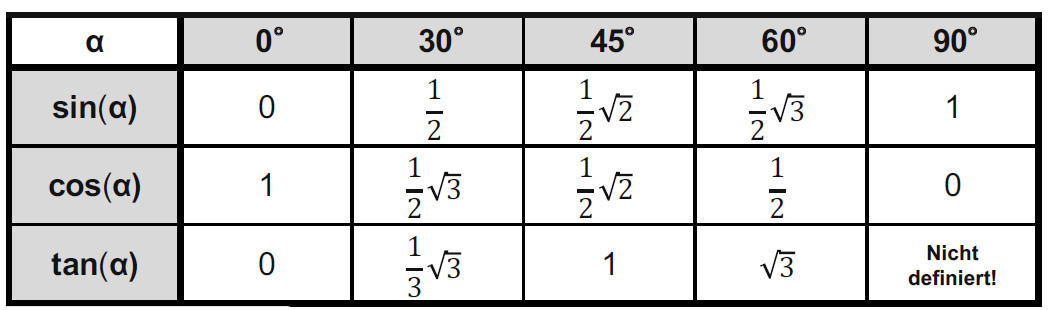 α 0° 30° 45° 60° 90°
sin(α) 0 1/2 1/2√2 1/2√3 1
cos(α) 1 1/2√3 1/2√2 1/2 0
tan(α) 0 1/3√3 1 √3 Nicht
definiert!